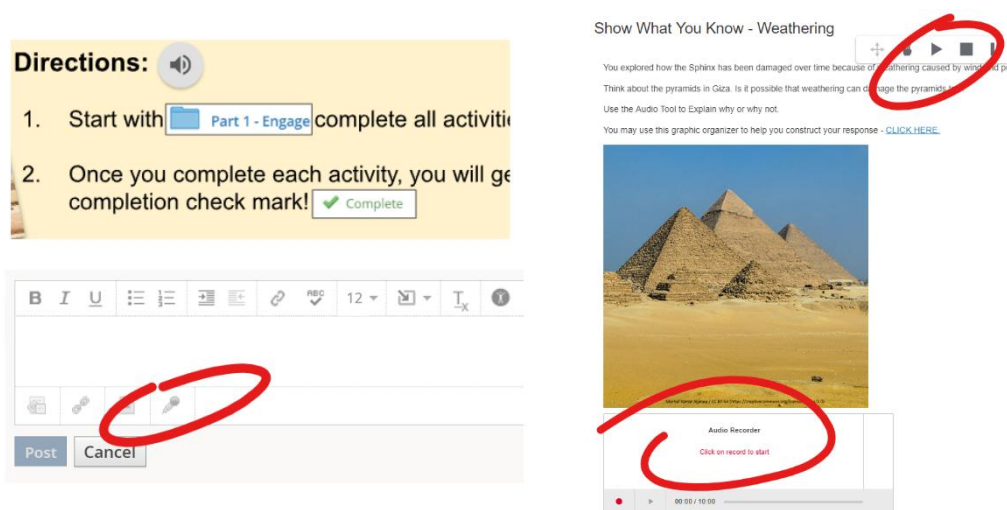 Directions:
1. Start with Part 1 - Engage complete all activitie
2. Once you complete each activity, you will ge
completion check mark! Complete
B I U ABC 12 Tx
Post Cancel
Show What You Know - Weathering
You explored how the Sphinx has been damaged over time because of weathering caused by wind and
Think about the pyramids in Giza. Is it possible that weathering can damage the pyramids
Use the Audio Tool to Explain why or why not.
You may use this graphic organizer to help you construct your response - CLICK HERE.
Audio Recorder
Click on record to start
00:00 / 10:00